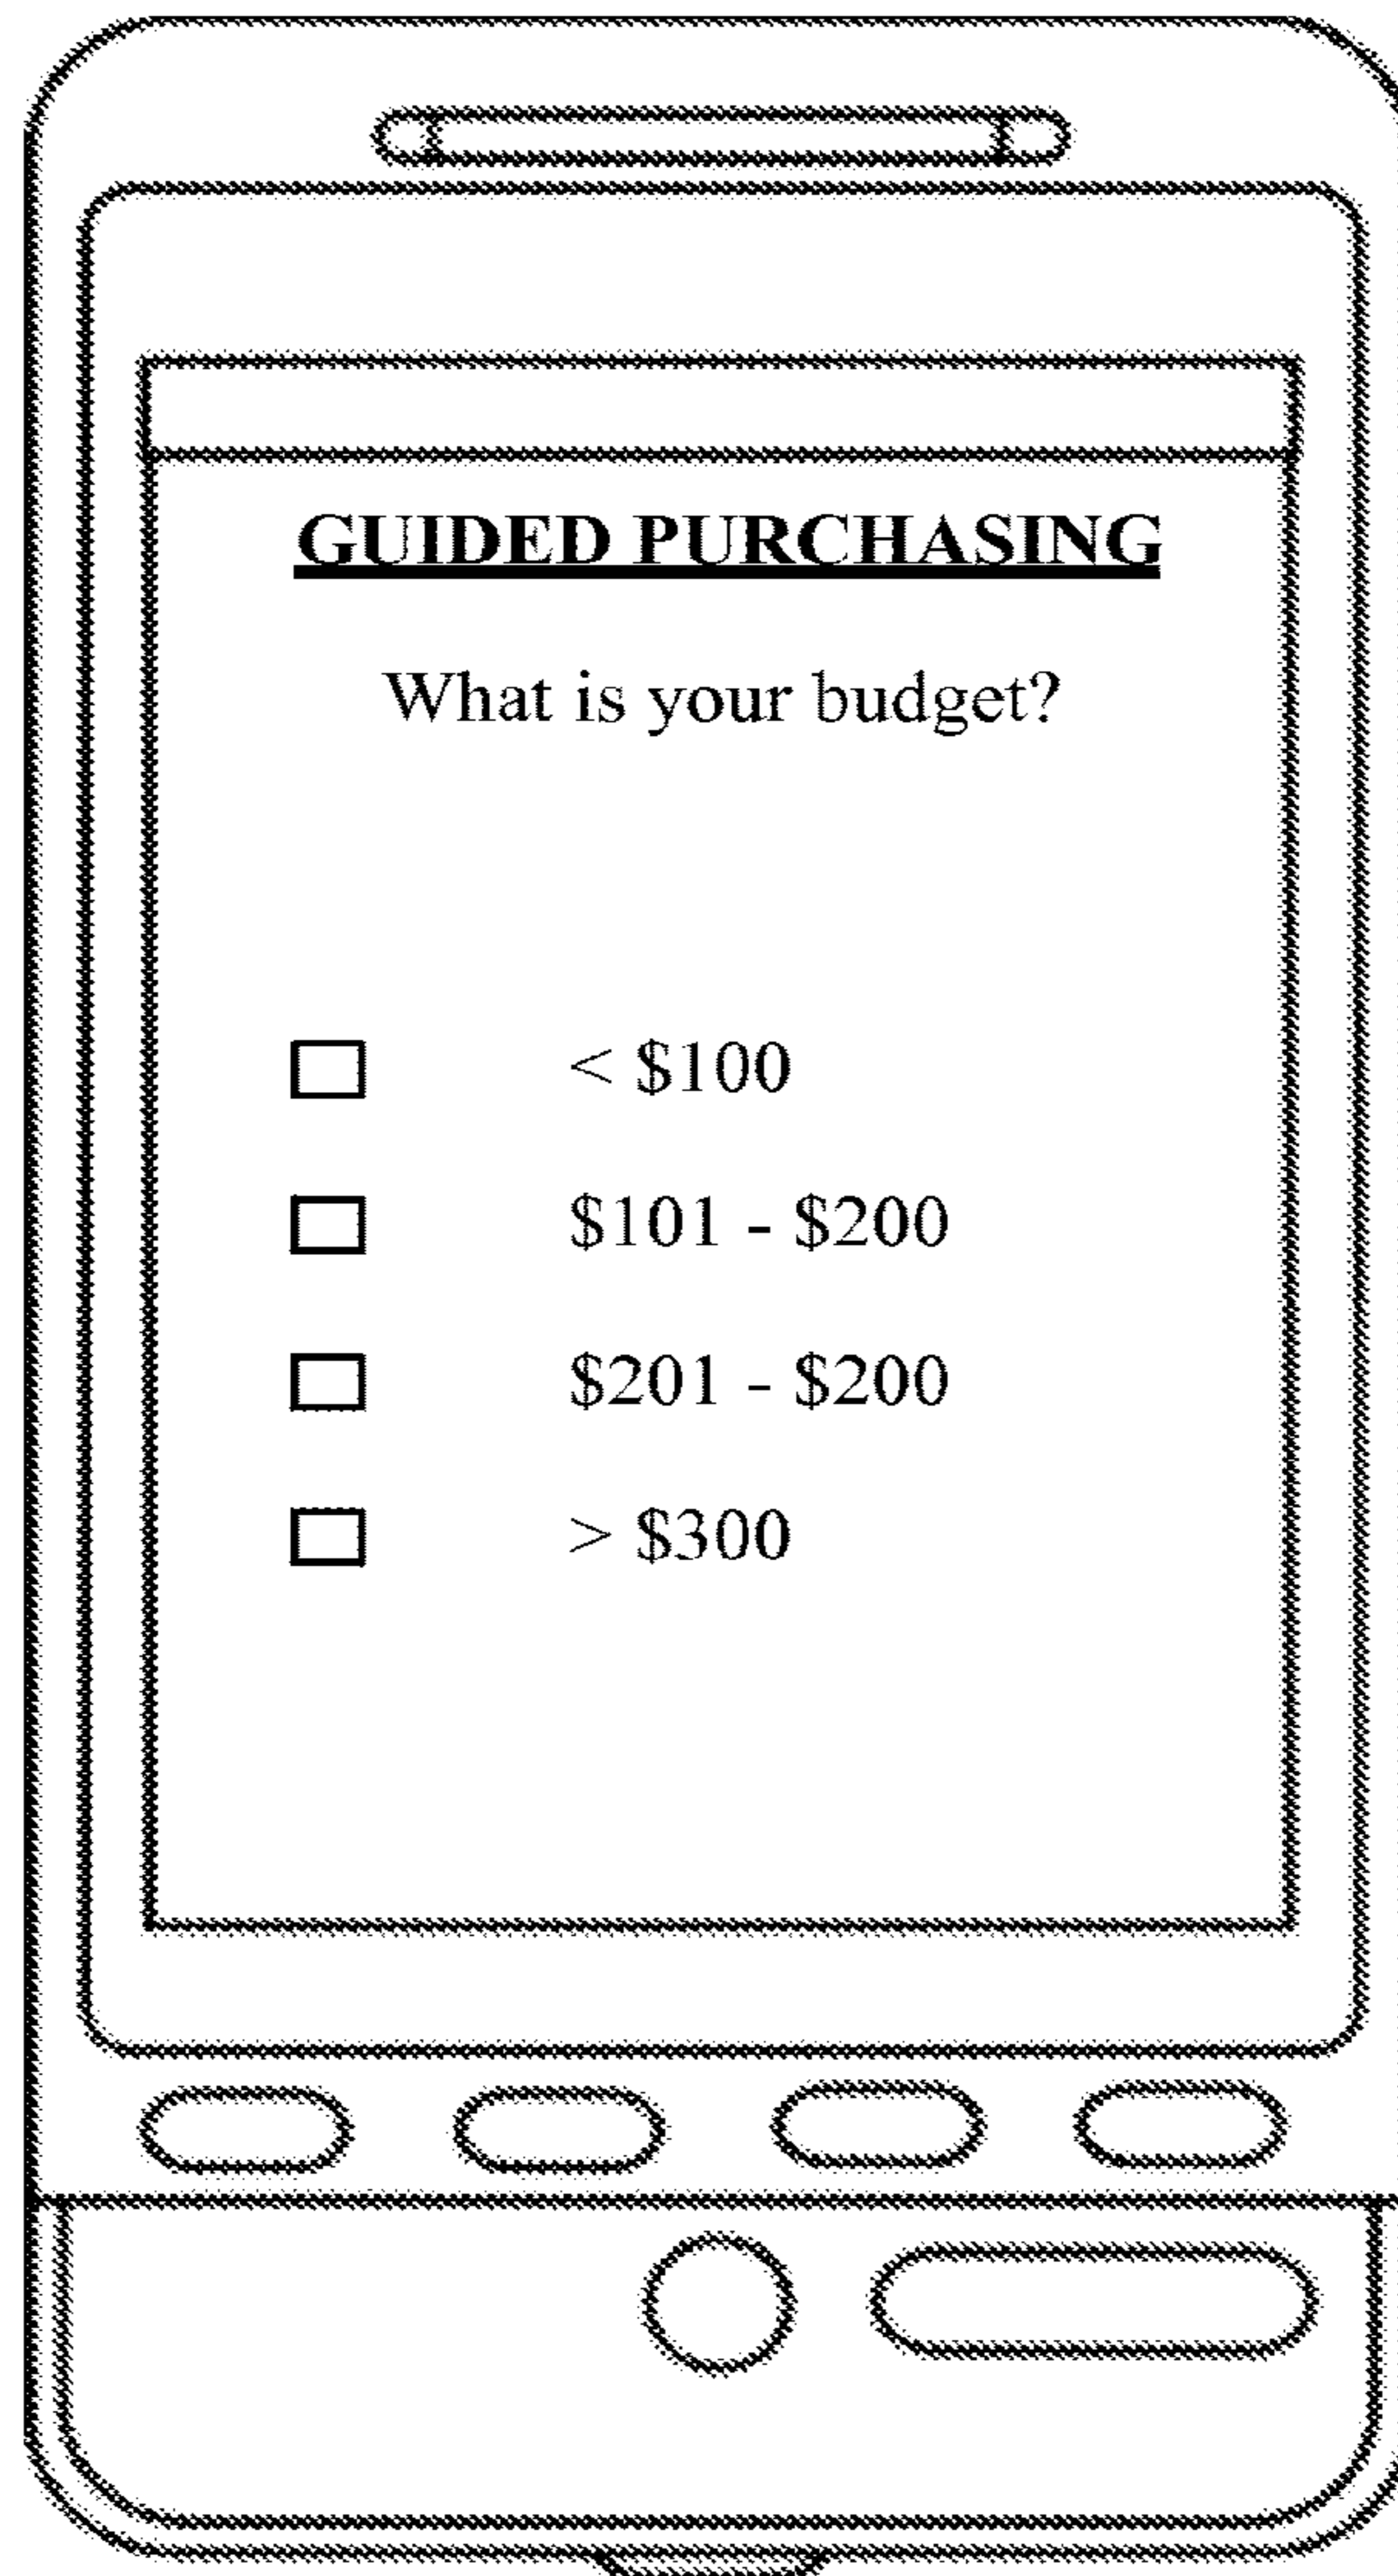 GUIDED PURCHASING
What is your budget?
< $100
$101 - $200
$201 - $200
> $300